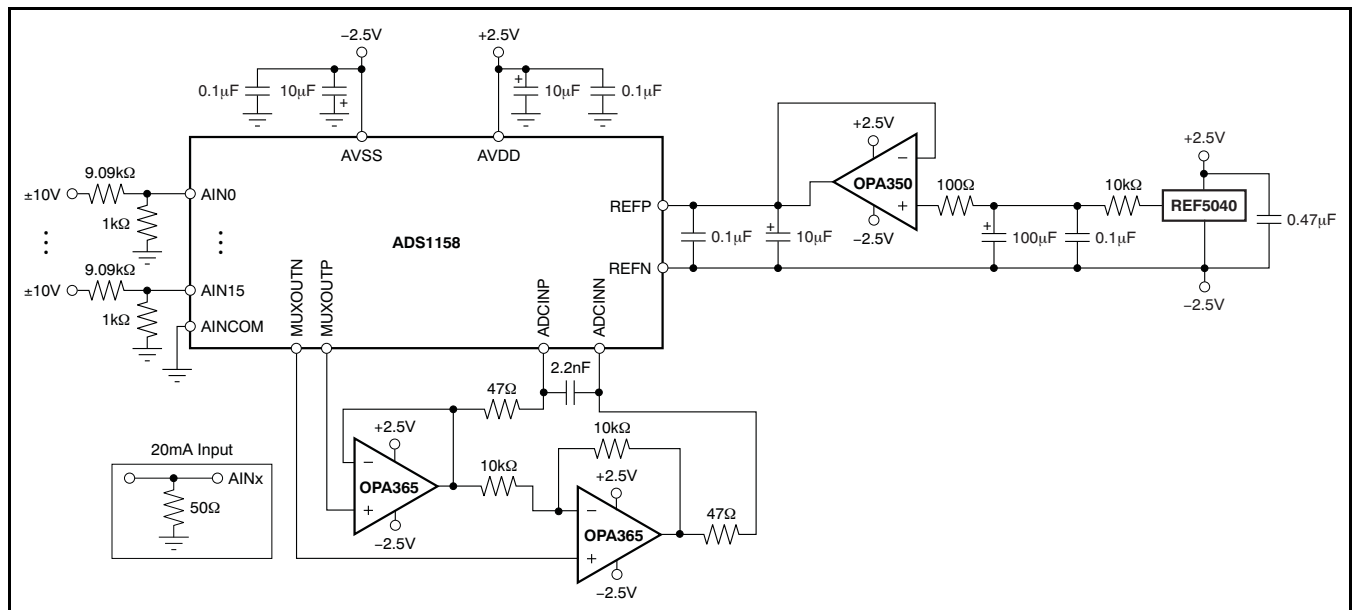 −2.5V
+2.5V
0.1μF
10μF
+
+
10μF
0.1μF
AVSS
AVDD
±10V
9.09kΩ
AIN0
1kΩ
ADS1158
±10V
9.09kΩ
AIN15
1kΩ
AINCOM
MUXOUTN
MUXOUTP
ADCINP
ADCINN
REFP
REFN
0.1μF
+
10μF
+2.5V
−
OPA350
+
−2.5V
100Ω
+
100μF
0.1μF
10kΩ
+2.5V
REF5040
0.47μF
−2.5V
2.2nF
47Ω
+2.5V
−
OPA365
+
−2.5V
10kΩ
10kΩ
+2.5V
−
OPA365
+
−2.5V
47Ω
20mA Input
AINx
50Ω